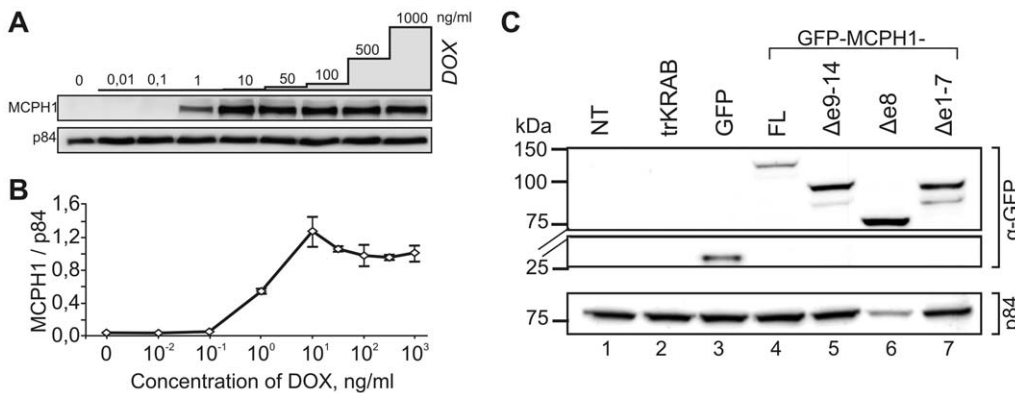 A
1000 ng/ml
500
DOX
0 0,01 0,1 1 10 50 100
MCPH1
p84
B
1,6
1,2
0,8
0,4
0,0
MCPH1 / p84
0 10⁻² 10⁻¹ 10⁰ 10¹ 10² 10³
Concentration of DOX, ng/ml
C
GFP-MCPH1-
kDa NT trKRAB GFP FL Δe9-14 Δe8 Δe1-7
150
100
75
25
α-GFP
75
p84
1 2 3 4 5 6 7